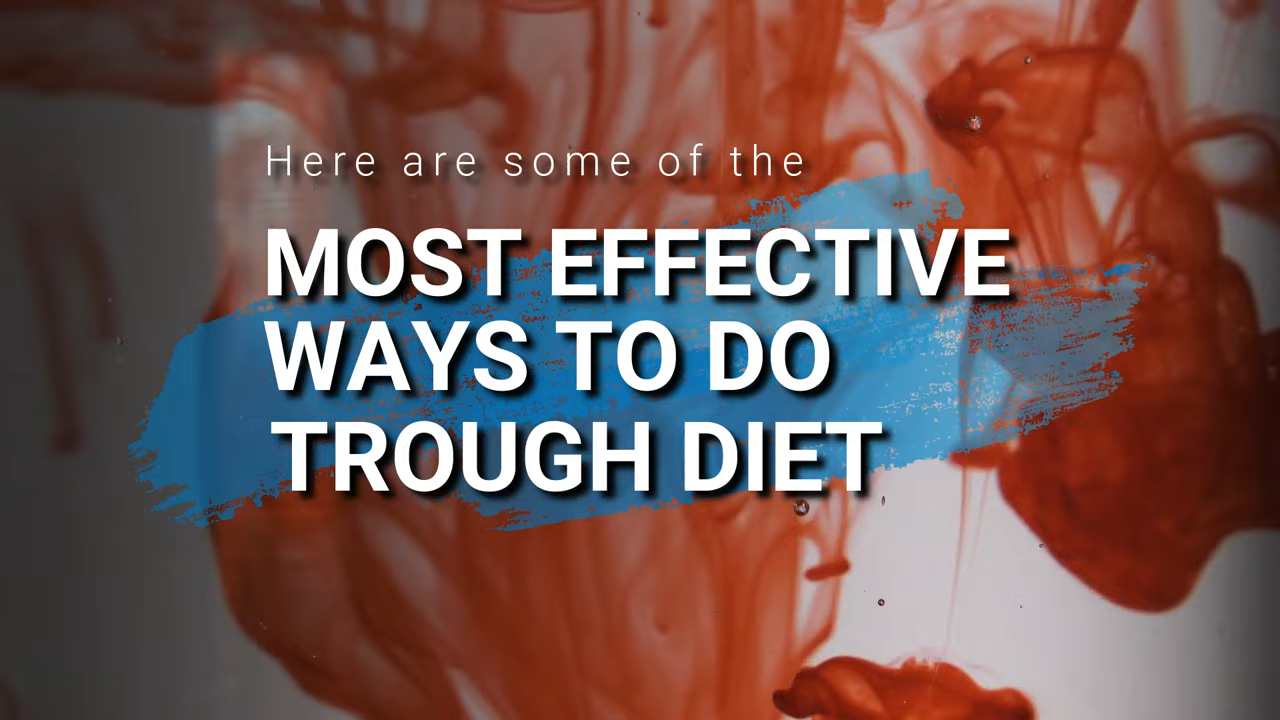 Here are some of the
MOST EFFECTIVE
WAYS TO DO
TROUGH DIET